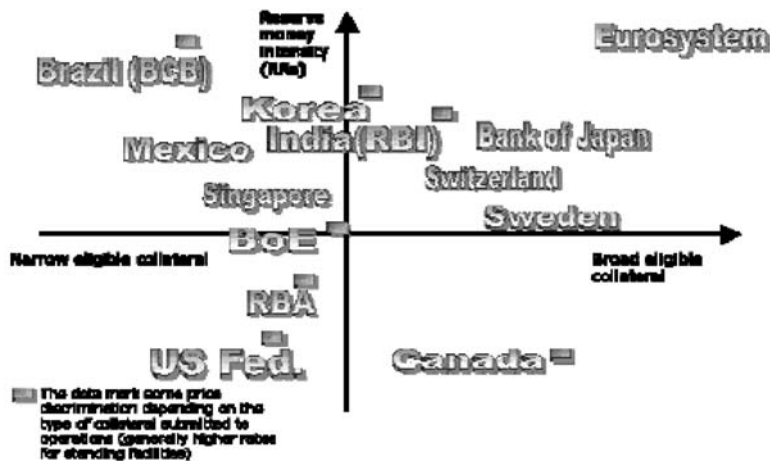 Reserve
money
intensity
(RRs)
Eurosystem
Brazil (BCB)
Korea
India(RBI)
Bank of Japan
Mexico
Switzerland
Singapore
Sweden
BoE
Narrow eligible collateral
Broad eligible
collateral
RBA
US Fed.
Canada
The dots mark some price
discrimination depending on the
type of collateral submitted to
operations (generally higher rates
for standing facilities)